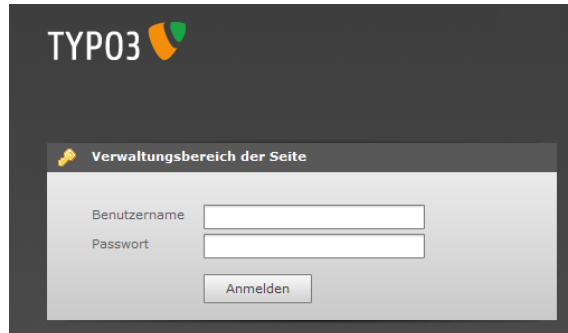 TYPO3
Verwaltungsbereich der Seite
Benutzername
Passwort
Anmelden